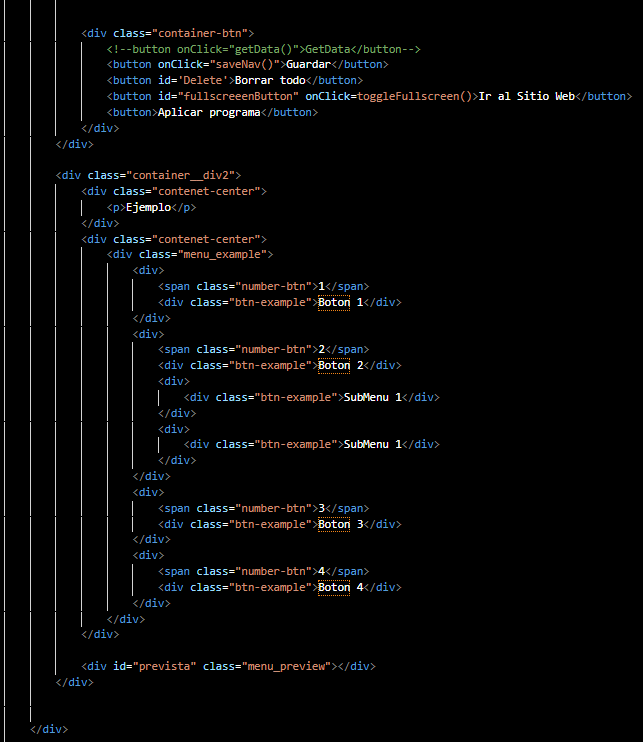 <div class="container-btn">
<!--button onClick="getData()">GetData</button-->
<button onClick="saveNav()">Guardar</button>
<button id='Delete'>Borrar todo</button>
<button id="fullscreeenButton" onClick=toggleFullscreen()>Ir al Sitio Web</button>
<button>Aplicar programa</button>
</div>
</div>
<div class="container__div2">
<div class="contenet-center">
<p>Ejemplo</p>
</div>
<div class="contenet-center">
<div class="menu_example">
<div>
<span class="number-btn">1</span>
<div class="btn-example">Boton 1</div>
</div>
<div>
<span class="number-btn">2</span>
<div class="btn-example">Boton 2</div>
<div>
<div class="btn-example">SubMenu 1</div>
</div>
<div>
<div class="btn-example">SubMenu 1</div>
</div>
</div>
<div>
<span class="number-btn">3</span>
<div class="btn-example">Boton 3</div>
</div>
<div>
<span class="number-btn">4</span>
<div class="btn-example">Boton 4</div>
</div>
</div>
</div>
<div id="prevista" class="menu_preview"></div>
</div>
</div>